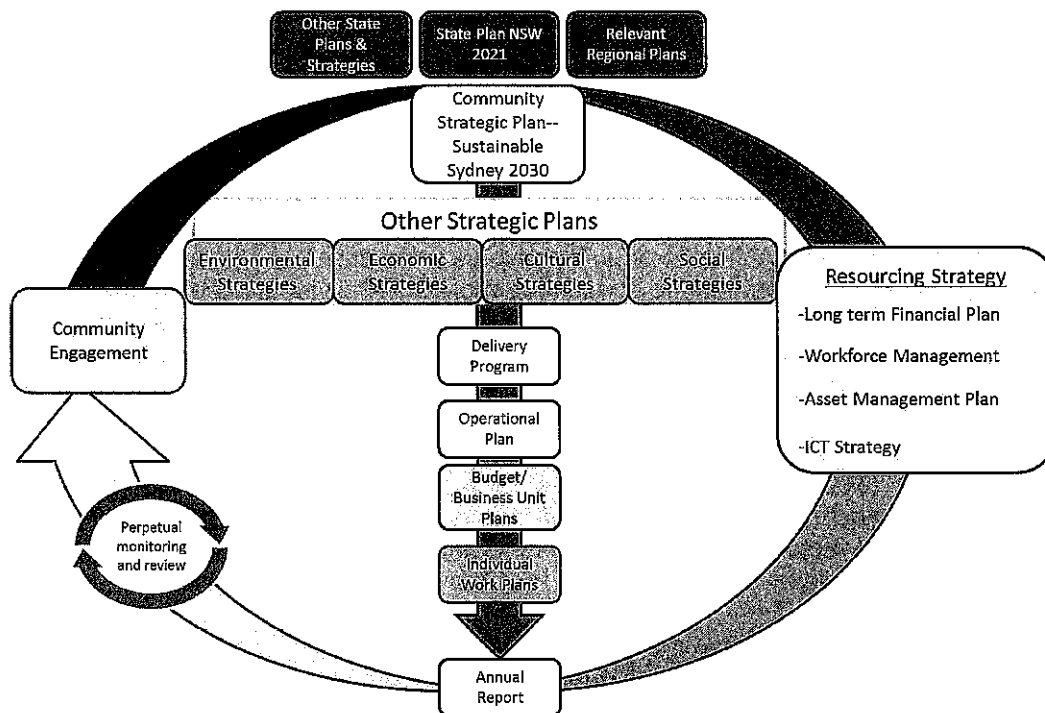 Other State
Plans &
Strategies
State Plan NSW
2021
Relevant
Regional Plans
Community
Strategic Plan--
Sustainable
Sydney 2030
Other Strategic Plans
Environmental
Strategies
Economic
Strategies
Cultural
Strategies
Social
Strategies
Community
Engagement
Resourcing Strategy
-Long term Financial Plan
-Workforce Management
-Asset Management Plan
-ICT Strategy
Delivery
Program
Operational
Plan
Budget/
Business Unit
Plans
Individual
Work Plans
Perpetual
monitoring
and review
Annual
Report